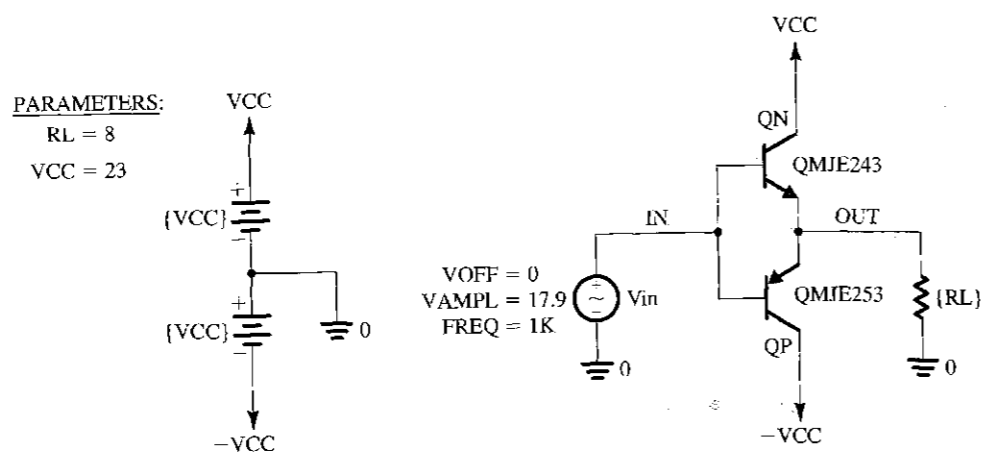 PARAMETERS:
RL = 8
VCC = 23
VCC
+
{VCC}
−
+
{VCC}
−
0
−VCC
VCC
QN
QMJE243
IN
OUT
VOFF = 0
VAMPL = 17.9
FREQ = 1K
+
−
Vin
0
QMJE253
QP
{RL}
0
−VCC